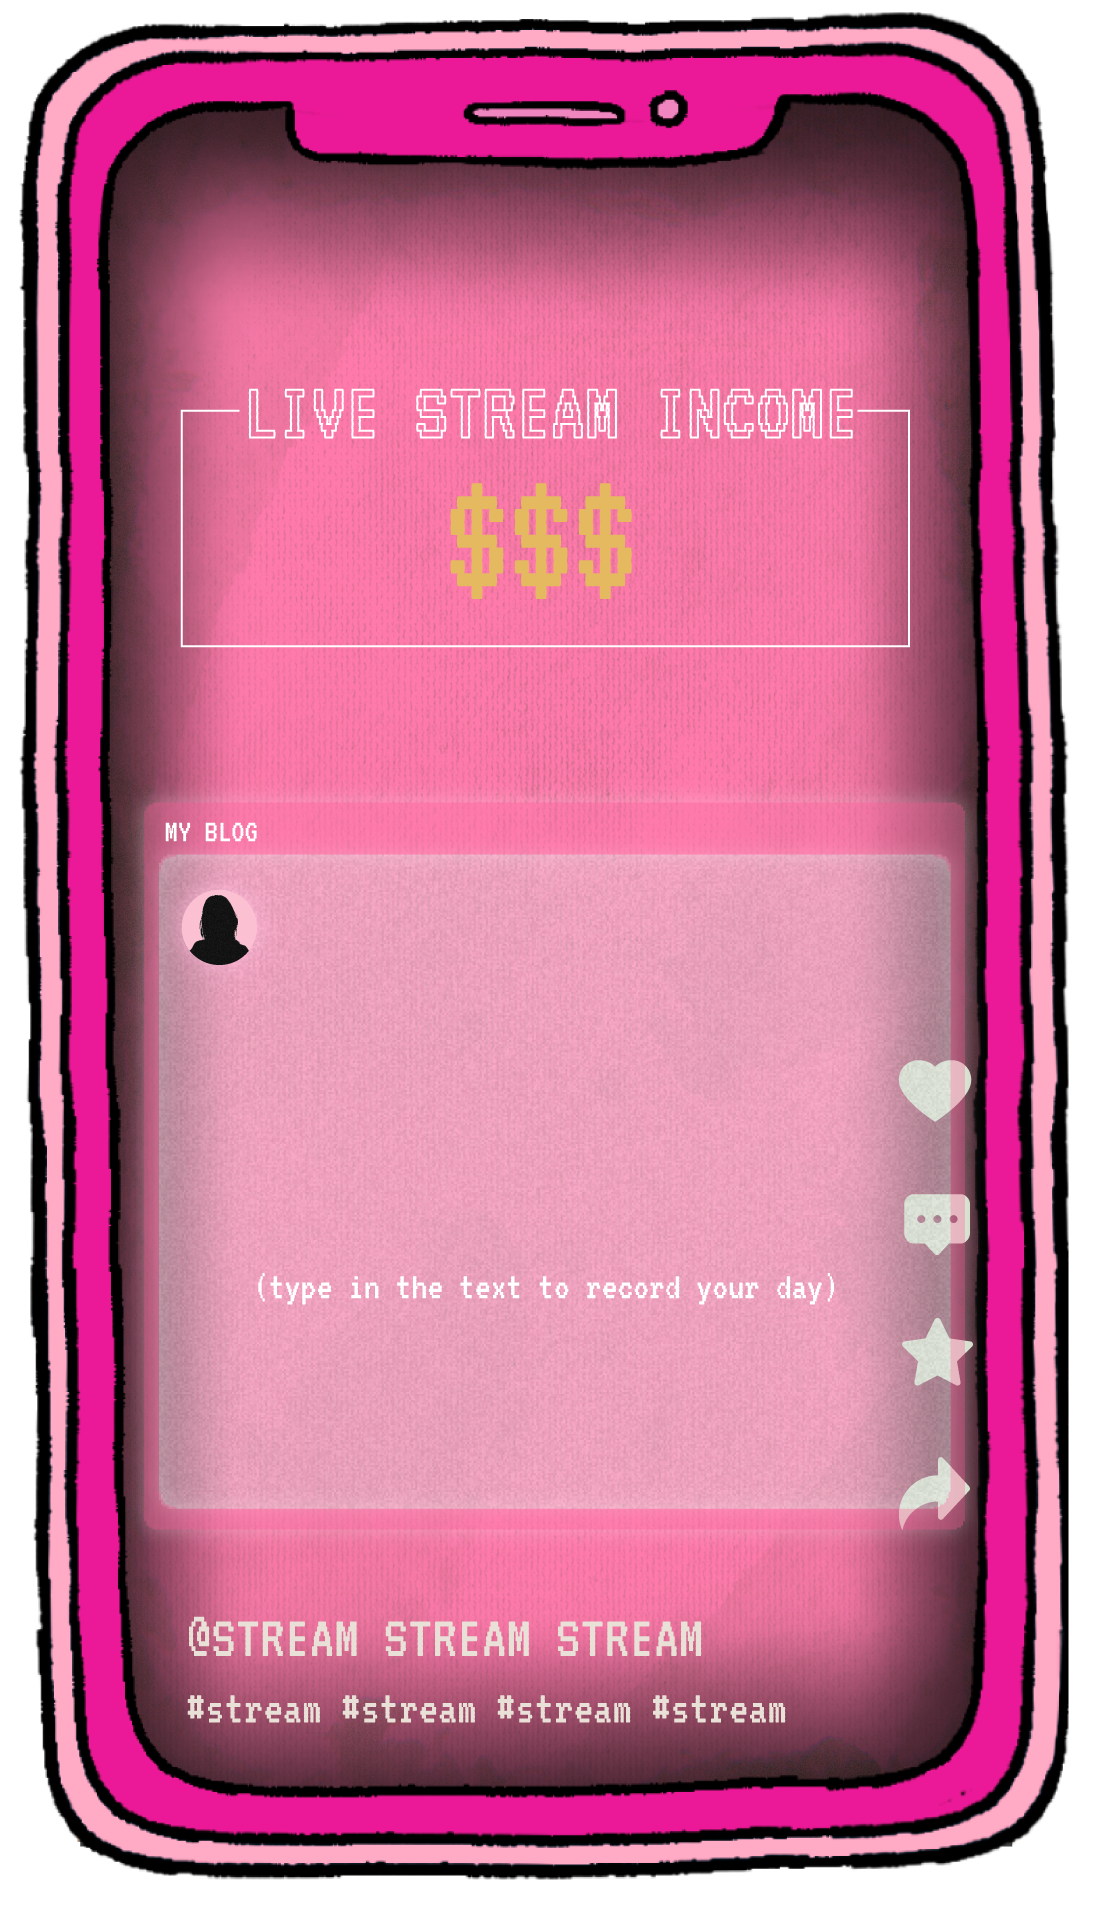 LIVE STREAM INCOME
$$$
MY BLOG
(type in the text to record your day)
@STREAM STREAM STREAM
#stream #stream #stream #stream